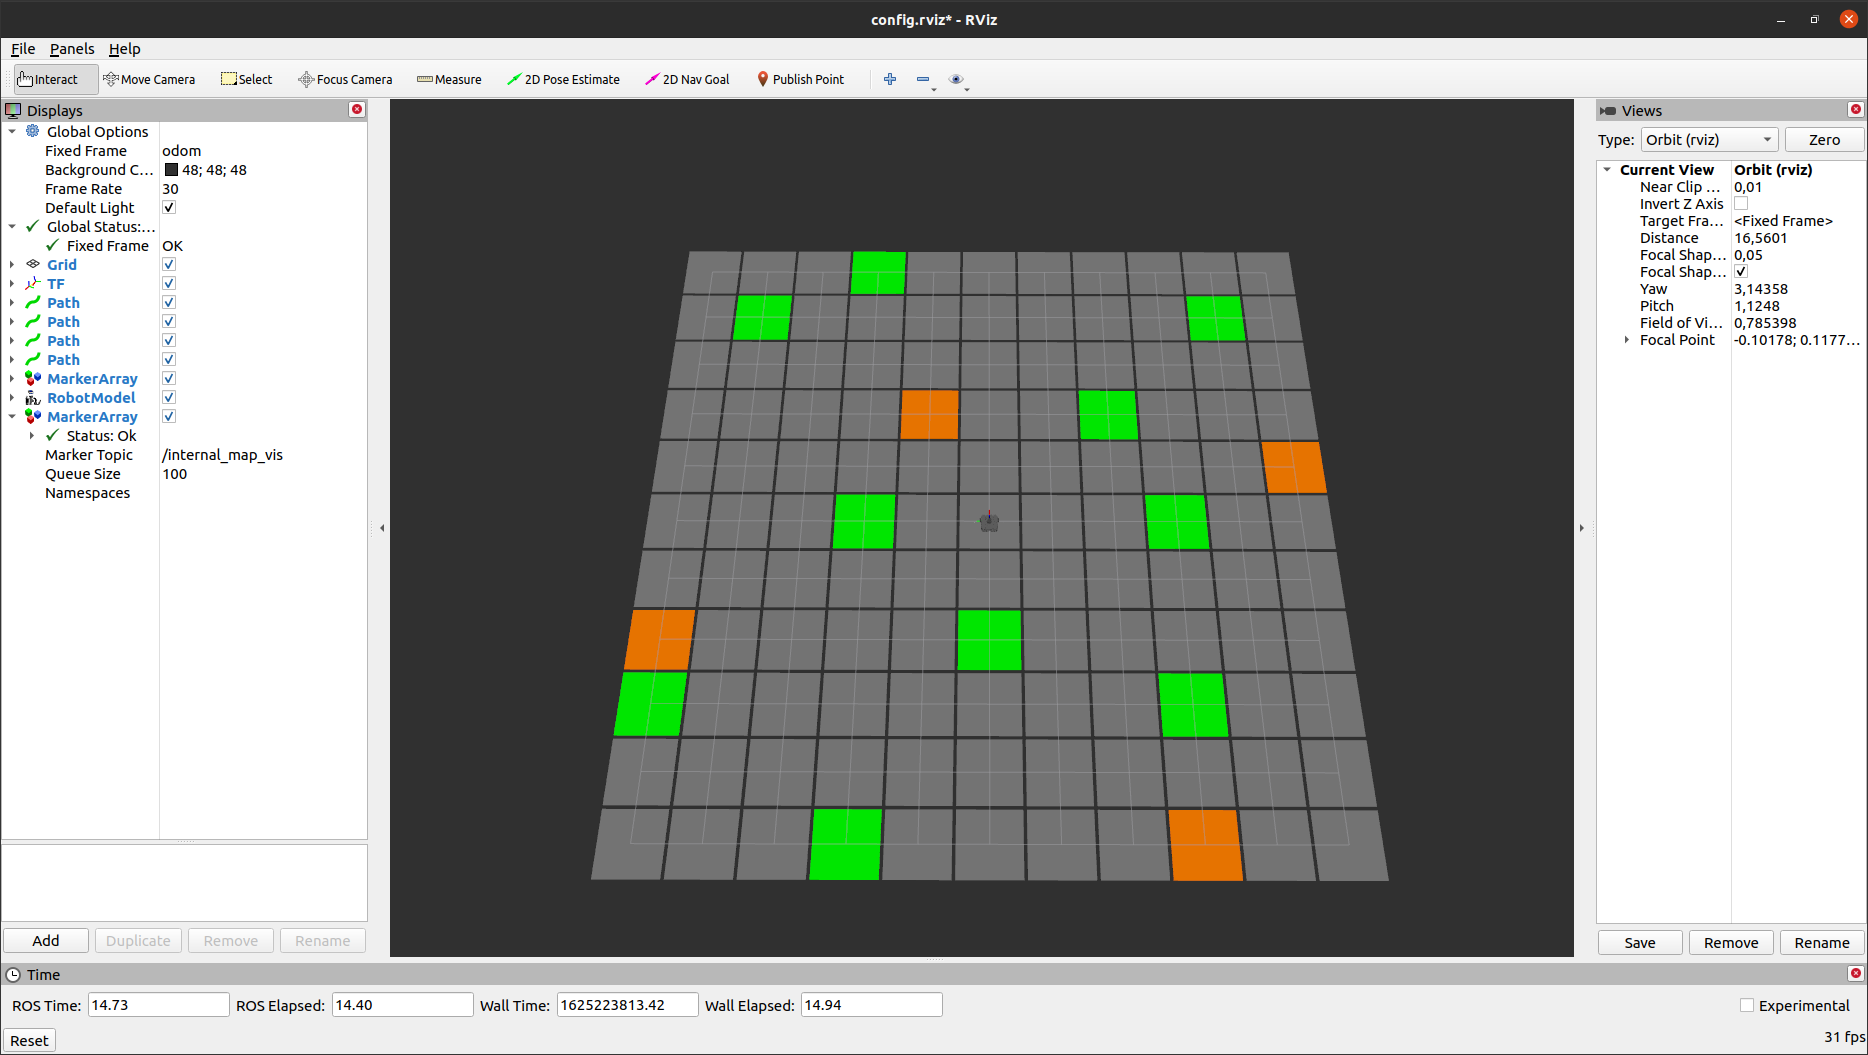 config.rviz* - RViz
File Panels Help
Interact Move Camera Select Focus Camera Measure 2D Pose Estimate 2D Nav Goal Publish Point
Displays
Global Options
Fixed Frame odom
Background C... 48; 48; 48
Frame Rate 30
Default Light
Global Status:...
Fixed Frame OK
Grid
TF
Path
Path
Path
Path
MarkerArray
RobotModel
MarkerArray
Status: Ok
Marker Topic /internal_map_vis
Queue Size 100
Namespaces
Add Duplicate Remove Rename
Views
Type: Orbit (rviz) Zero
Current View Orbit (rviz)
Near Clip ... 0,01
Invert Z Axis
Target Fra... <Fixed Frame>
Distance 16,5601
Focal Shap... 0,05
Focal Shap...
Yaw 3,14358
Pitch 1,1248
Field of Vi... 0,785398
Focal Point -0.10178; 0.1177...
Save Remove Rename
Time
ROS Time: 14.73 ROS Elapsed: 14.40 Wall Time: 1625223813.42 Wall Elapsed: 14.94 Experimental
Reset 31 fps